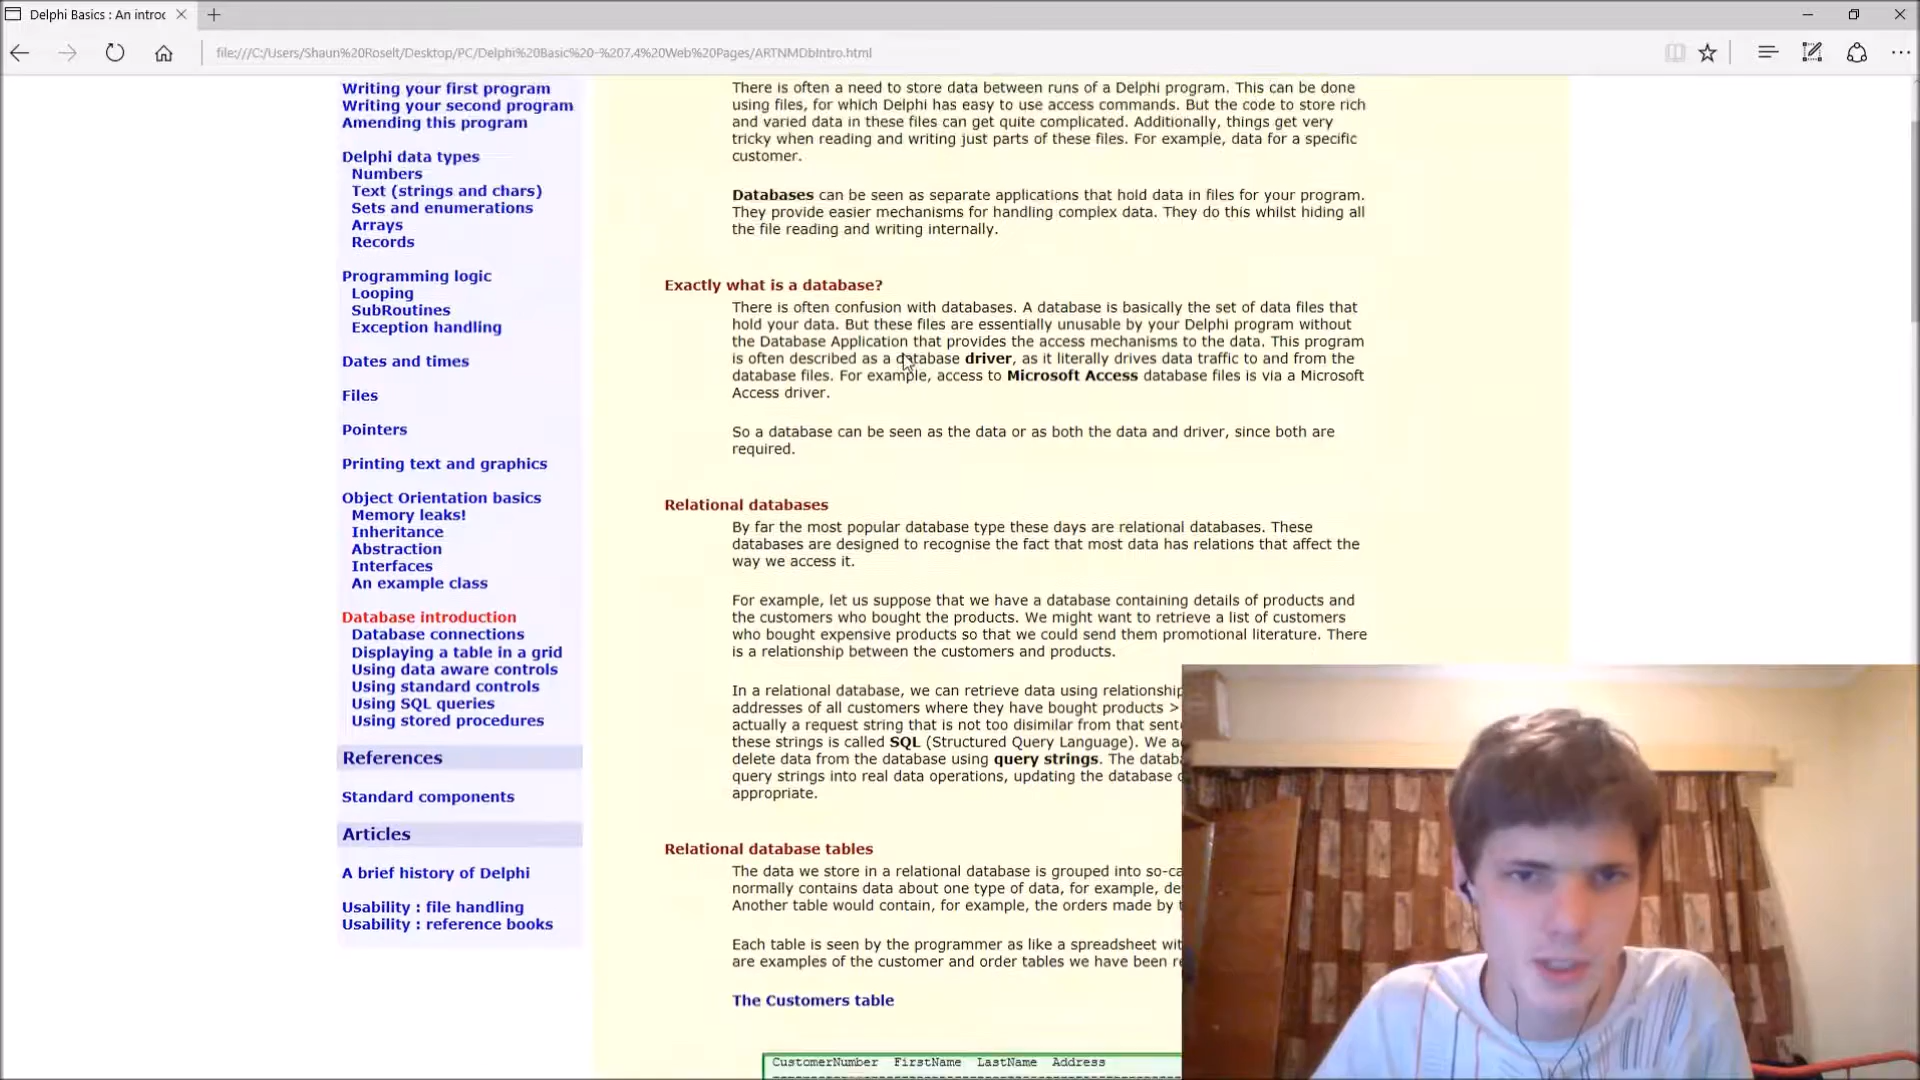 Delphi Basics : An introc
file:///C:/Users/Shaun%20Roselt/Desktop/PC/Delphi%20Basic%20-%207.4%20Web%20Pages/ARTNMDbIntro.html
Writing your first program
Writing your second program
Amending this program
Delphi data types
Numbers
Text (strings and chars)
Sets and enumerations
Arrays
Records
Programming logic
Looping
SubRoutines
Exception handling
Dates and times
Files
Pointers
Printing text and graphics
Object Orientation basics
Memory leaks!
Inheritance
Abstraction
Interfaces
An example class
Database introduction
Database connections
Displaying a table in a grid
Using data aware controls
Using standard controls
Using SQL queries
Using stored procedures
References
Standard components
Articles
A brief history of Delphi
Usability : file handling
Usability : reference books
There is often a need to store data between runs of a Delphi program. This can be done
using files, for which Delphi has easy to use access commands. But the code to store rich
and varied data in these files can get quite complicated. Additionally, things get very
tricky when reading and writing just parts of these files. For example, data for a specific
customer.
Databases can be seen as separate applications that hold data in files for your program.
They provide easier mechanisms for handling complex data. They do this whilst hiding all
the file reading and writing internally.
Exactly what is a database?
There is often confusion with databases. A database is basically the set of data files that
hold your data. But these files are essentially unusable by your Delphi program without
the Database Application that provides the access mechanisms to the data. This program
is often described as a database driver, as it literally drives data traffic to and from the
database files. For example, access to Microsoft Access database files is via a Microsoft
Access driver.
So a database can be seen as the data or as both the data and driver, since both are
required.
Relational databases
By far the most popular database type these days are relational databases. These
databases are designed to recognise the fact that most data has relations that affect the
way we access it.
For example, let us suppose that we have a database containing details of products and
the customers who bought the products. We might want to retrieve a list of customers
who bought expensive products so that we could send them promotional literature. There
is a relationship between the customers and products.
In a relational database, we can retrieve data using relationship
addresses of all customers where they have bought products >
actually a request string that is not too disimilar from that sent
these strings is called SQL (Structured Query Language). We a
delete data from the database using query strings. The datab
query strings into real data operations, updating the database
appropriate.
Relational database tables
The data we store in a relational database is grouped into so-ca
normally contains data about one type of data, for example, de
Another table would contain, for example, the orders made by
Each table is seen by the programmer as like a spreadsheet wit
are examples of the customer and order tables we have been re
The Customers table
CustomerNumber FirstName LastName Address